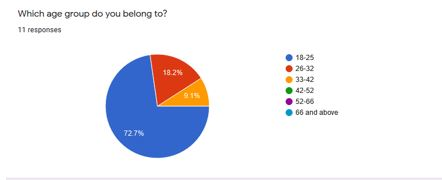 Which age group do you belong to?
11 responses
18.2%
9.1%
72.7%
18-25
26-32
33-42
42-52
52-66
66 and above